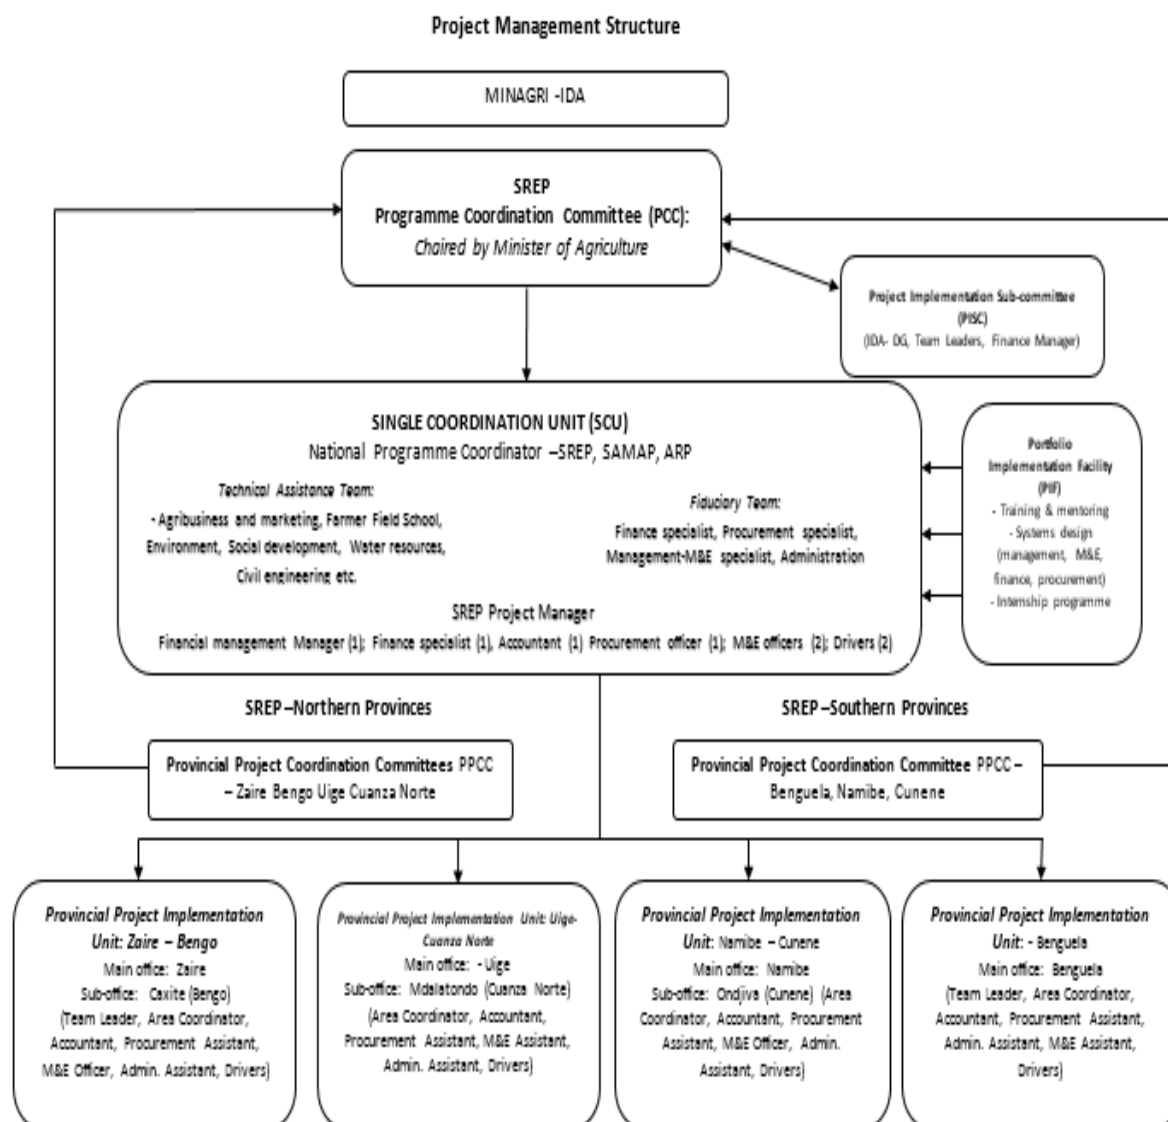 Project Management Structure
MINAGRI -IDA
SREP
Programme Coordination Committee (PCC):
Chaired by Minister of Agriculture
Project Implementation Sub-committee
(PISC)
(IDA- DG, Team Leaders, Finance Manager)
SINGLE COORDINATION UNIT (SCU)
National Programme Coordinator –SREP, SAMAP, ARP
Technical Assistance Team:
- Agribusiness and marketing, Farmer Field School,
Environment, Social development, Water resources,
Civil engineering etc.
Fiduciary Team:
Finance specialist, Procurement specialist,
Management-M&E specialist, Administration
SREP Project Manager
Financial management Manager (1); Finance specialist (1), Accountant (1) Procurement officer (1); M&E officers (2); Drivers (2)
Portfolio
Implementation Facility
(PIF)
- Training & mentoring
- Systems design
(management, M&E,
finance, procurement)
- Internship programme
SREP –Northern Provinces
SREP –Southern Provinces
Provincial Project Coordination Committees PPCC
– Zaire Bengo Uige Cuanza Norte
Provincial Project Coordination Committee PPCC –
Benguela, Namibe, Cunene
Provincial Project Implementation
Unit: Zaire – Bengo
Main office: Zaire
Sub-office: Caxite (Bengo)
(Team Leader, Area Coordinator,
Accountant, Procurement Assistant,
M&E Officer, Admin. Assistant, Drivers)
Provincial Project Implementation Unit: Uige-
Cuanza Norte
Main office: - Uige
Sub-office: Mdalatondo (Cuanza Norte)
(Area Coordinator, Accountant,
Procurement Assistant, M&E Assistant,
Admin. Assistant, Drivers)
Provincial Project Implementation
Unit: Namibe – Cunene
Main office: Namibe
Sub-office: Ondjiva (Cunene) (Area
Coordinator, Accountant, Procurement
Assistant, M&E Officer, Admin.
Assistant, Drivers)
Provincial Project Implementation
Unit: - Benguela
Main office: Benguela
(Team Leader, Area Coordinator,
Accountant, Procurement Assistant,
Admin. Assistant, M&E Assistant,
Drivers)